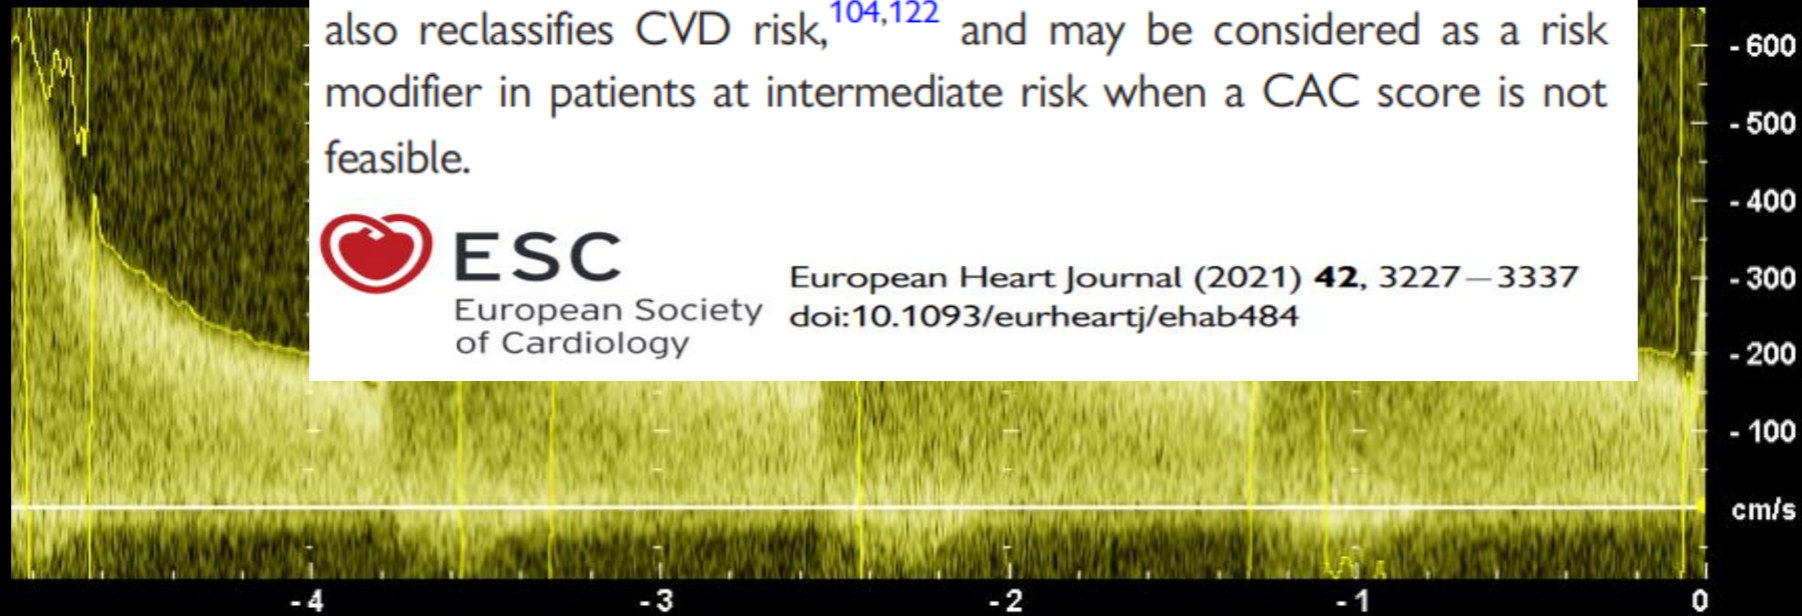 also reclassifies CVD risk,104,122 and may be considered as a risk
modifier in patients at intermediate risk when a CAC score is not
feasible.
ESC
European Society
of Cardiology
European Heart Journal (2021) 42, 3227–3337
doi:10.1093/eurheartj/ehab484
- 600
- 500
- 400
- 300
- 200
- 100
cm/s
- 4 - 3 - 2 - 1 0